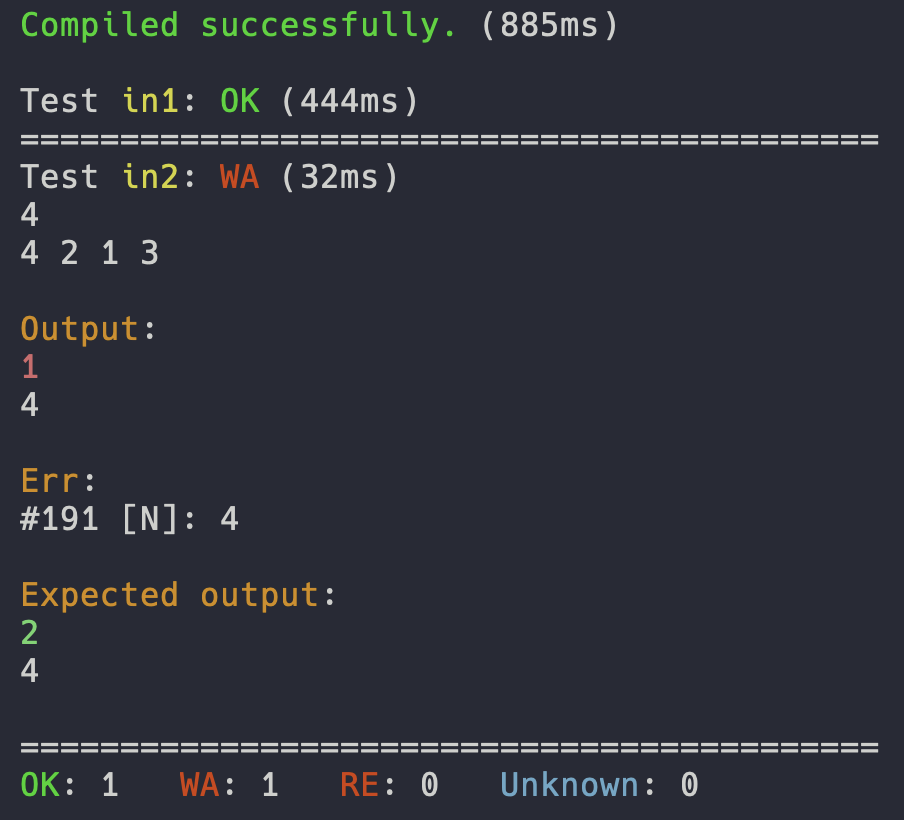 Compiled successfully. (885ms)
Test in1: OK (444ms)
===========================================
Test in2: WA (32ms)
4
4 2 1 3
Output:
1
4
Err:
#191 [N]: 4
Expected output:
2
4
===========================================
OK: 1   WA: 1   RE: 0   Unknown: 0